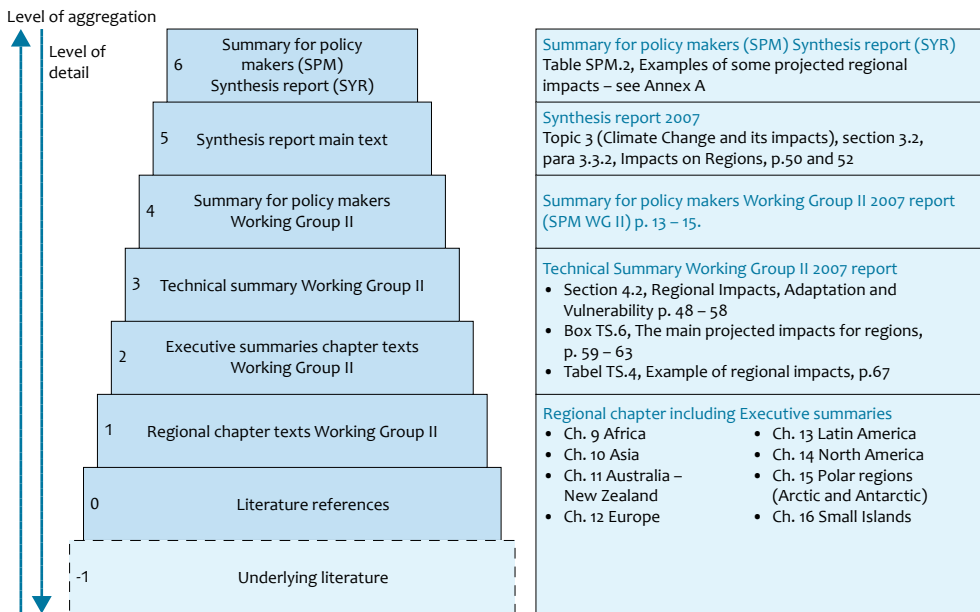 Level of aggregation
Level of
detail
6
Summary for policy
makers (SPM)
Synthesis report (SYR)
5
Synthesis report main text
4
Summary for policy makers
Working Group II
3
Technical summary Working Group II
2
Executive summaries chapter texts
Working Group II
1
Regional chapter texts Working Group II
0
Literature references
-1
Underlying literature
Summary for policy makers (SPM) Synthesis report (SYR)
Table SPM.2, Examples of some projected regional
impacts – see Annex A
Synthesis report 2007
Topic 3 (Climate Change and its impacts), section 3.2,
para 3.3.2, Impacts on Regions, p.50 and 52
Summary for policy makers Working Group II 2007 report
(SPM WG II) p. 13 – 15.
Technical Summary Working Group II 2007 report
• Section 4.2, Regional Impacts, Adaptation and
Vulnerability p. 48 – 58
• Box TS.6, The main projected impacts for regions,
p. 59 – 63
• Tabel TS.4, Example of regional impacts, p.67
Regional chapter including Executive summaries
• Ch. 9 Africa
• Ch. 10 Asia
• Ch. 11 Australia –
New Zealand
• Ch. 12 Europe
• Ch. 13 Latin America
• Ch. 14 North America
• Ch. 15 Polar regions
(Arctic and Antarctic)
• Ch. 16 Small Islands